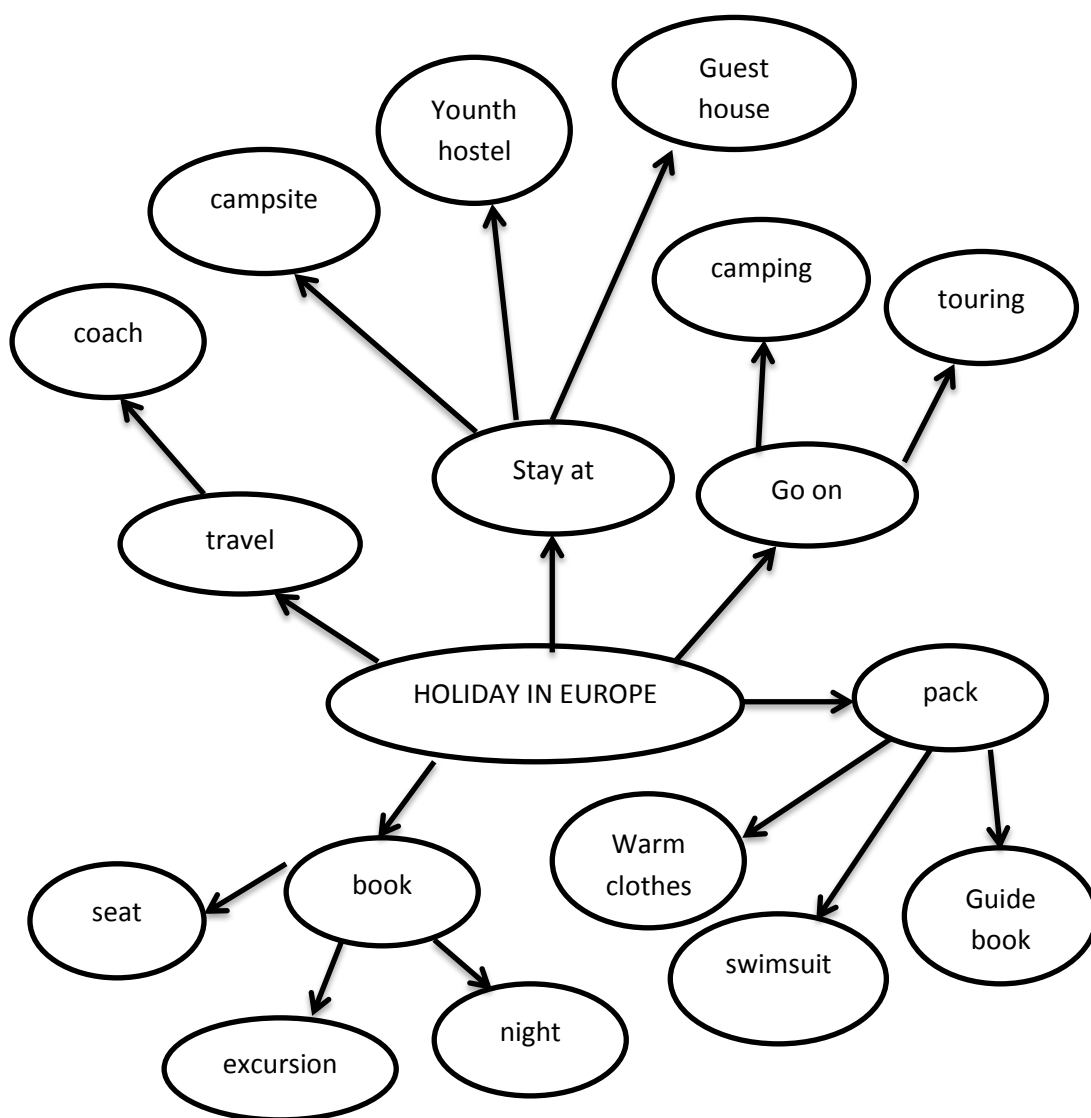 Guest
house
Younth
hostel
campsite
camping
touring
coach
Stay at
Go on
travel
HOLIDAY IN EUROPE
pack
Warm
clothes
Guide
book
book
seat
swimsuit
night
excursion